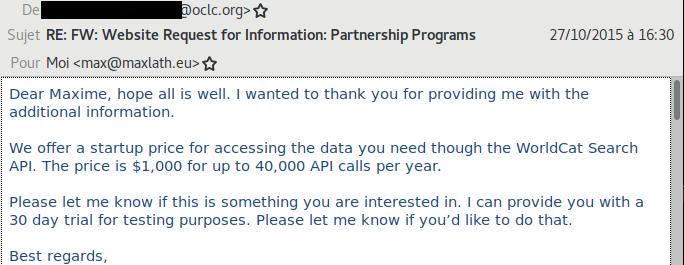 De @oclc.org>
Sujet RE: FW: Website Request for Information: Partnership Programs 27/10/2015 à 16:30
Pour Moi <max@maxlath.eu>
Dear Maxime, hope all is well. I wanted to thank you for providing me with the
additional information.
We offer a startup price for accessing the data you need though the WorldCat Search
API. The price is $1,000 for up to 40,000 API calls per year.
Please let me know if this is something you are interested in. I can provide you with a
30 day trial for testing purposes. Please let me know if you’d like to do that.
Best regards,